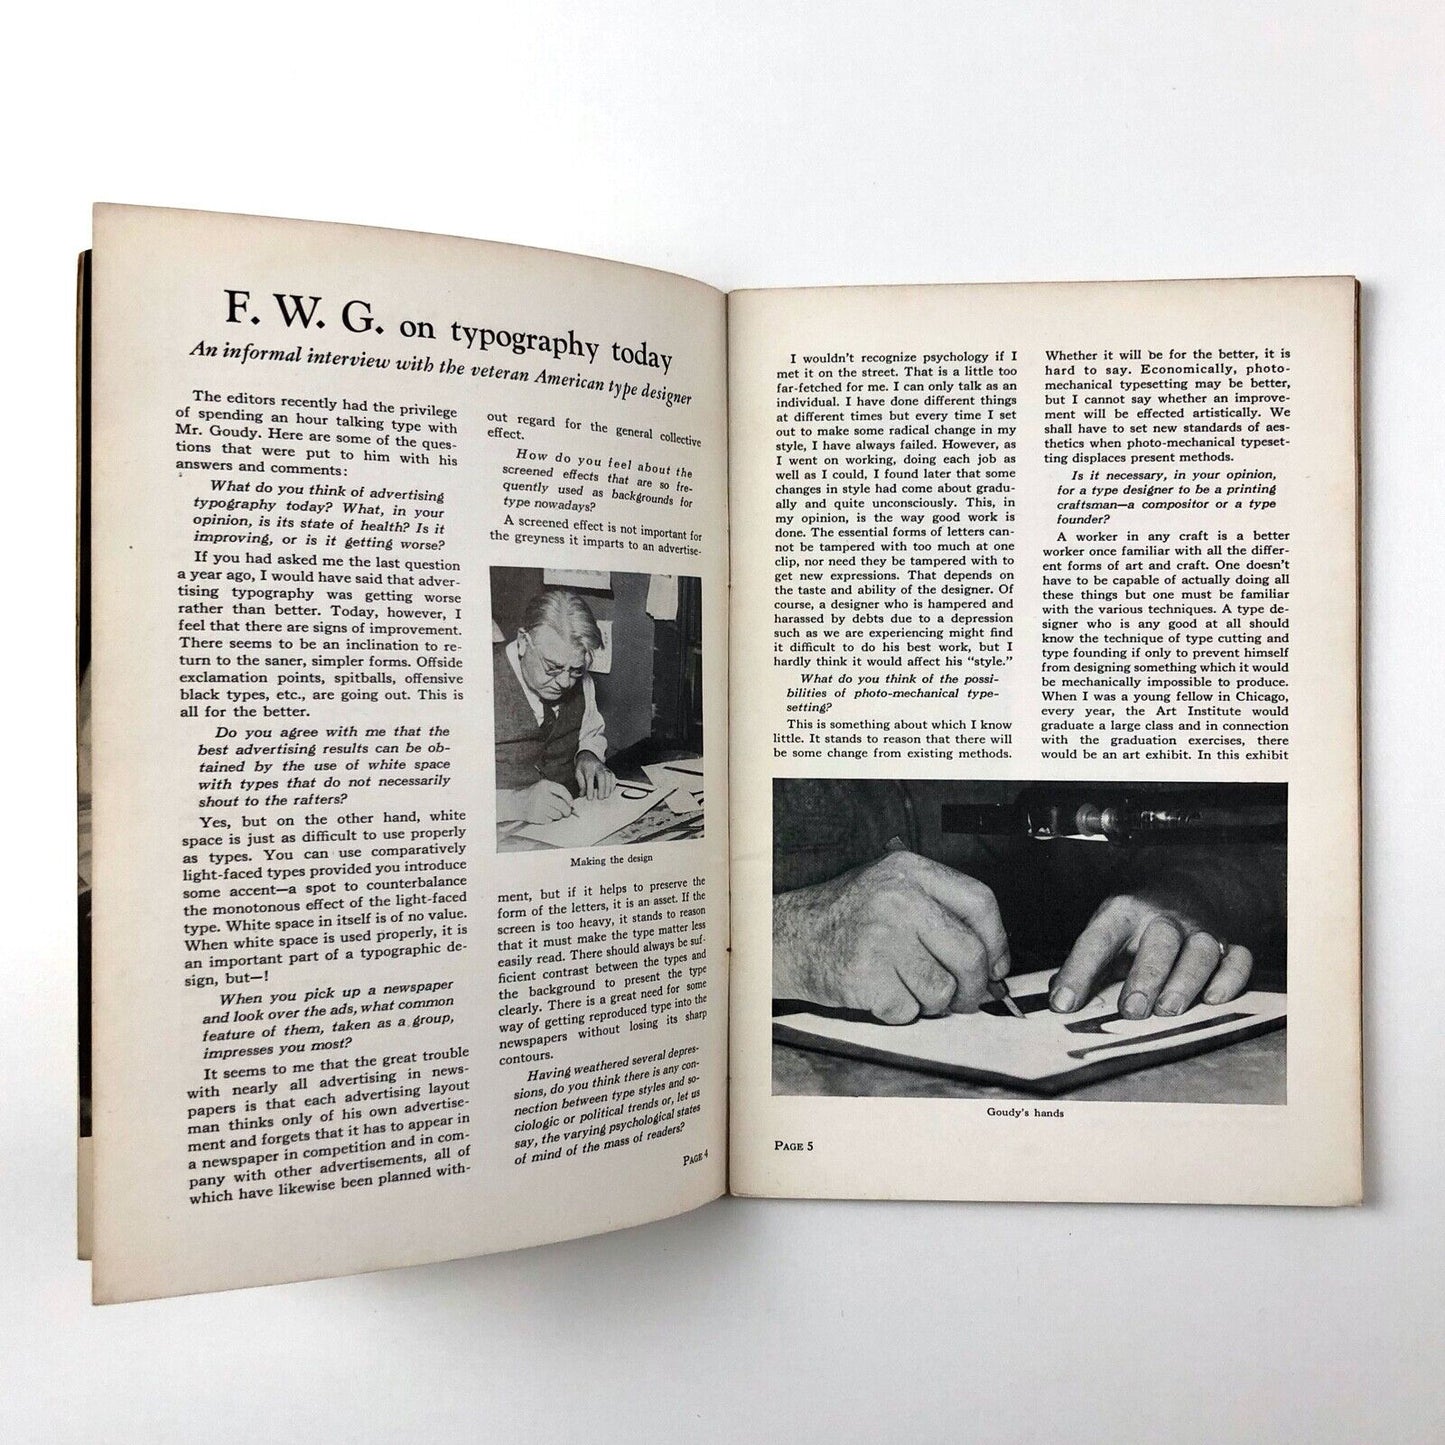 F. W. G. on typography today
An informal interview with the veteran American type designer
The editors recently had the privilege
of spending an hour talking type with
Mr. Goudy. Here are some of the ques-
tions that were put to him with his
answers and comments:
What do you think of advertising
typography today? What, in your
opinion, is its state of health? Is it
improving, or is it getting worse?
If you had asked me the last question
a year ago, I would have said that adver-
tising typography was getting worse
rather than better. Today, however, I
feel that there are signs of improvement.
There seems to be an inclination to re-
turn to the saner, simpler forms. Offside
exclamation points, spitballs, offensive
black types, etc., are going out. This is
all for the better.
Do you agree with me that the
best advertising results can be ob-
tained by the use of white space
with types that do not necessarily
shout to the rafters?
Yes, but on the other hand, white
space is just as difficult to use properly
as types. You can use comparatively
light-faced types provided you introduce
some accent—a spot to counterbalance
the monotonous effect of the light-faced
type. White space in itself is of no value.
When white space is used properly, it is
an important part of a typographic de-
sign, but—!
When you pick up a newspaper
and look over the ads, what common
feature of them, taken as a group,
impresses you most?
It seems to me that the great trouble
with nearly all advertising in news-
papers is that each advertising layout
man thinks only of his own advertise-
ment and forgets that it has to appear in
a newspaper in competition and in com-
pany with other advertisements, all of
which have likewise been planned with-
out regard for the general collective
effect.
How do you feel about the
screened effects that are so fre-
quently used as backgrounds for
type nowadays?
A screened effect is not important for
the greyness it imparts to an advertise-
Making the design
ment, but if it helps to preserve the
form of the letters, it is an asset. If the
screen is too heavy, it stands to reason
that it must make the type matter less
easily read. There should always be suf-
ficient contrast between the types and
the background to present the type
clearly. There is a great need for some
way of getting reproduced type into the
newspapers without losing its sharp
contours.
Having weathered several depres-
sions, do you think there is any con-
nection between type styles and so-
ciologic or political trends or, let us
say, the varying psychological states
of mind of the mass of readers?
PAGE 4
I wouldn't recognize psychology if I
met it on the street. That is a little too
far-fetched for me. I can only talk as an
individual. I have done different things
at different times but every time I set
out to make some radical change in my
style, I have always failed. However, as
I went on working, doing each job as
well as I could, I found later that some
changes in style had come about gradu-
ally and quite unconsciously. This, in
my opinion, is the way good work is
done. The essential forms of letters can-
not be tampered with too much at one
clip, nor need they be tampered with to
get new expressions. That depends on
the taste and ability of the designer. Of
course, a designer who is hampered and
harassed by debts due to a depression
such as we are experiencing might find
it difficult to do his best work, but I
hardly think it would affect his "style."
What do you think of the possi-
bilities of photo-mechanical type-
setting?
This is something about which I know
little. It stands to reason that there will
be some change from existing methods.
Whether it will be for the better, it is
hard to say. Economically, photo-
mechanical typesetting may be better,
but I cannot say whether an improve-
ment will be effected artistically. We
shall have to set new standards of aes-
thetics when photo-mechanical typeset-
ting displaces present methods.
Is it necessary, in your opinion,
for a type designer to be a printing
craftsman—a compositor or a type
founder?
A worker in any craft is a better
worker once familiar with all the differ-
ent forms of art and craft. One doesn't
have to be capable of actually doing all
these things but one must be familiar
with the various techniques. A type de-
signer who is any good at all should
know the technique of type cutting and
type founding if only to prevent himself
from designing something which it would
be mechanically impossible to produce.
When I was a young fellow in Chicago,
every year, the Art Institute would
graduate a large class and in connection
with the graduation exercises, there
would be an art exhibit. In this exhibit
Goudy's hands
PAGE 5